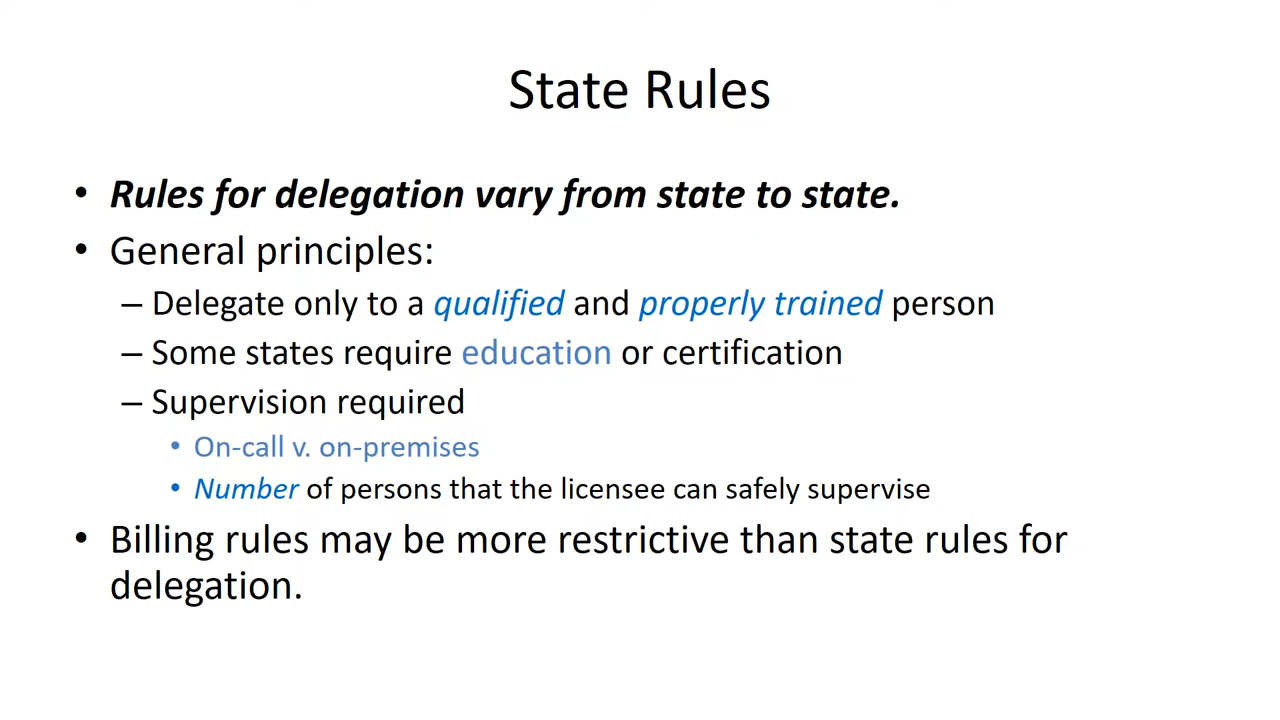 State Rules
• Rules for delegation vary from state to state.
• General principles:
– Delegate only to a qualified and properly trained person
– Some states require education or certification
– Supervision required
• On-call v. on-premises
• Number of persons that the licensee can safely supervise
• Billing rules may be more restrictive than state rules for
delegation.